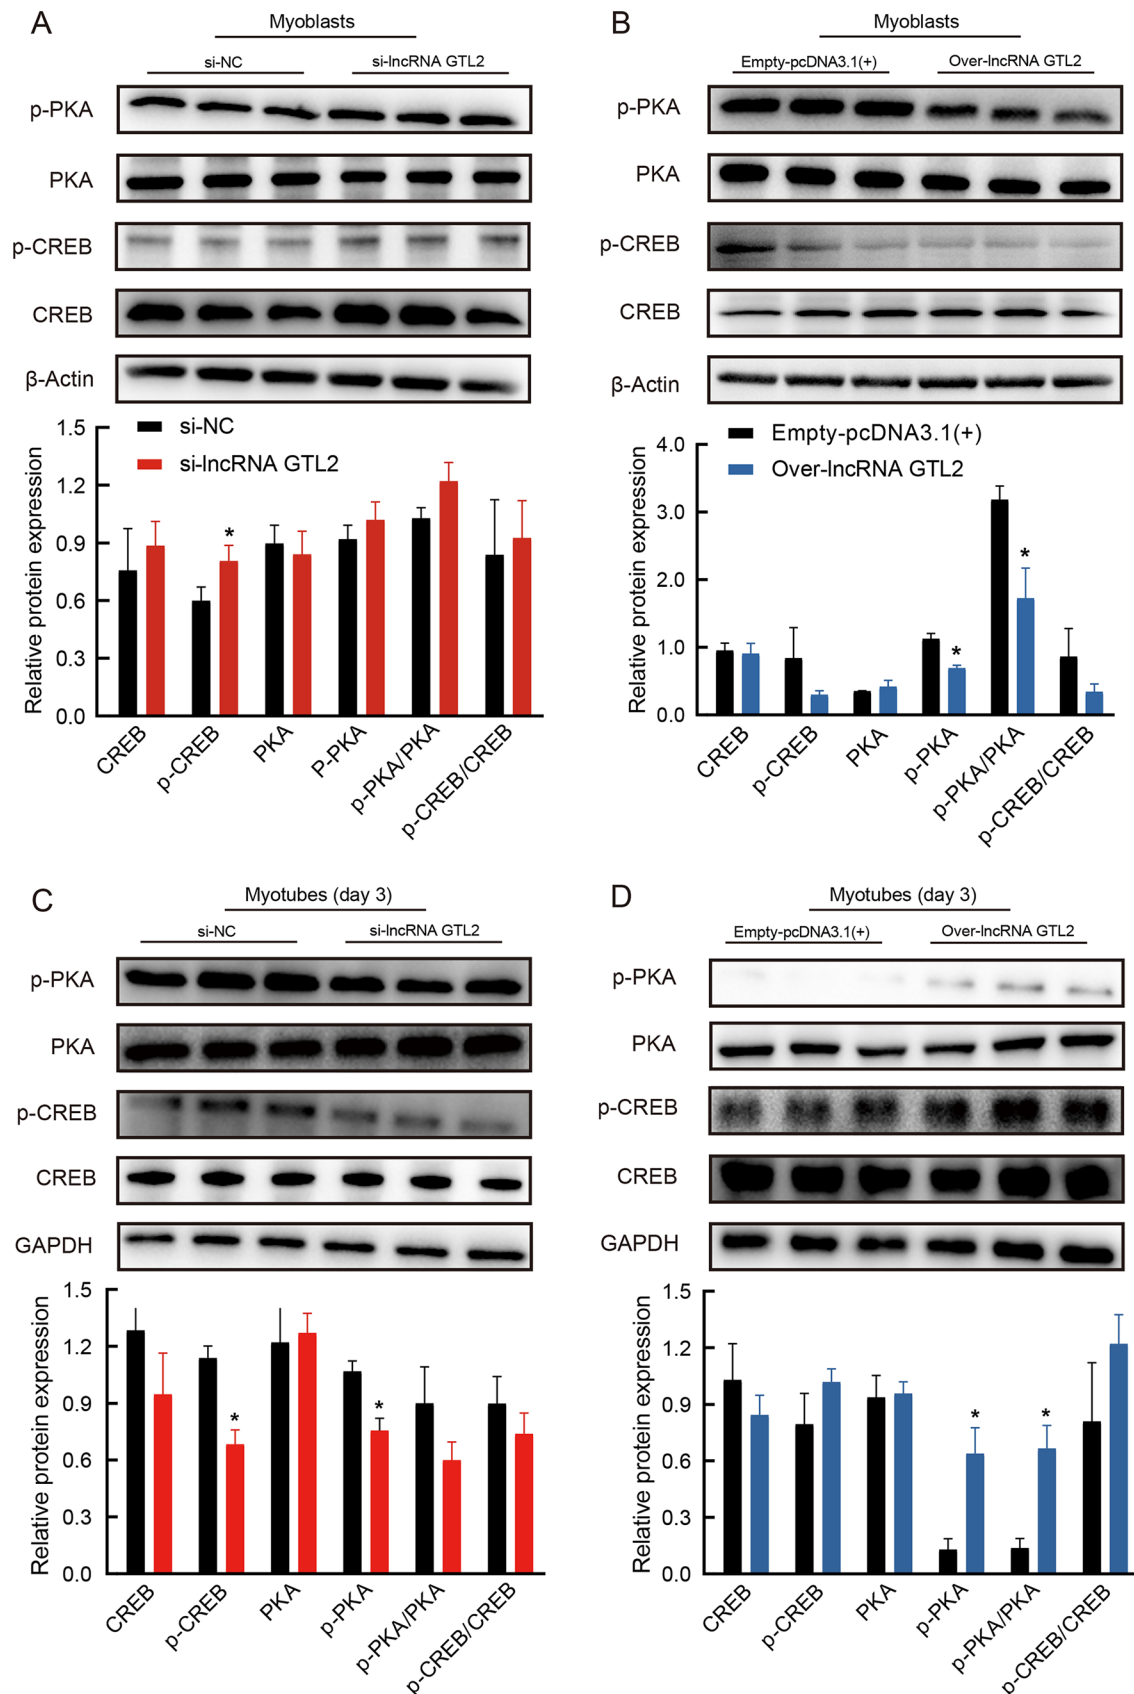 A
Myoblasts
si-NC
si-lncRNA GTL2
p-PKA
PKA
p-CREB
CREB
β-Actin
Relative protein expression
1.5
1.2
0.9
0.6
0.3
0.0
si-NC
si-lncRNA GTL2
*
CREB
p-CREB
PKA
P-PKA
p-PKA/PKA
p-CREB/CREB
B
Myoblasts
Empty-pcDNA3.1(+)
Over-lncRNA GTL2
p-PKA
PKA
p-CREB
CREB
β-Actin
Relative protein expression
4.0
3.0
2.0
1.0
0.0
Empty-pcDNA3.1(+)
Over-lncRNA GTL2
*
*
CREB
p-CREB
PKA
p-PKA
p-PKA/PKA
p-CREB/CREB
C
Myotubes (day 3)
si-NC
si-lncRNA GTL2
p-PKA
PKA
p-CREB
CREB
GAPDH
Relative protein expression
1.5
1.2
0.9
0.6
0.3
0.0
*
*
CREB
p-CREB
PKA
p-PKA
p-PKA/PKA
p-CREB/CREB
D
Myotubes (day 3)
Empty-pcDNA3.1(+)
Over-lncRNA GTL2
p-PKA
PKA
p-CREB
CREB
GAPDH
Relative protein expression
1.5
1.2
0.9
0.6
0.3
0.0
*
*
CREB
p-CREB
PKA
p-PKA
p-PKA/PKA
p-CREB/CREB